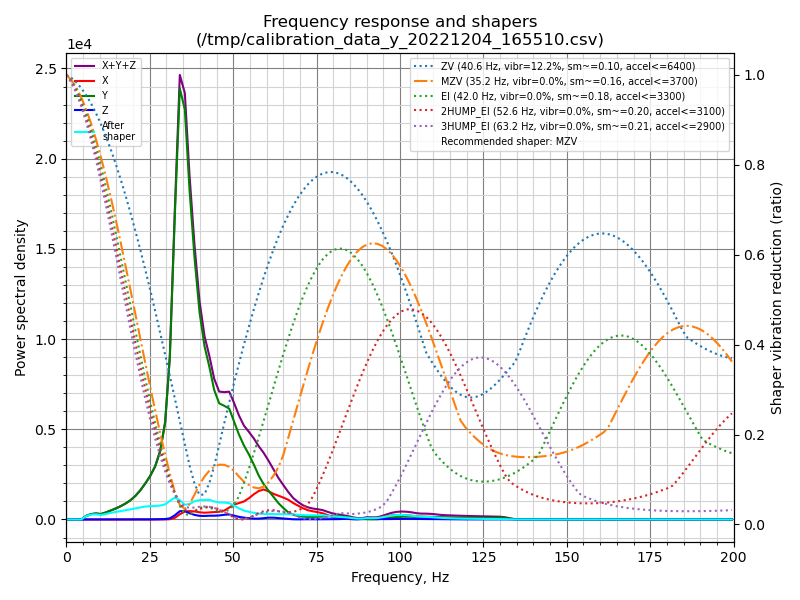 Frequency response and shapers
(/tmp/calibration_data_y_20221204_165510.csv)
1e4
X+Y+Z
X
Y
Z
After
shaper
ZV (40.6 Hz, vibr=12.2%, sm~=0.10, accel<=6400)
MZV (35.2 Hz, vibr=0.0%, sm~=0.16, accel<=3700)
EI (42.0 Hz, vibr=0.0%, sm~=0.18, accel<=3300)
2HUMP_EI (52.6 Hz, vibr=0.0%, sm~=0.20, accel<=3100)
3HUMP_EI (63.2 Hz, vibr=0.0%, sm~=0.21, accel<=2900)
Recommended shaper: MZV
Power spectral density
2.5
2.0
1.5
1.0
0.5
0.0
1.0
0.8
0.6
0.4
0.2
0.0
Shaper vibration reduction (ratio)
0 25 50 75 100 125 150 175 200
Frequency, Hz